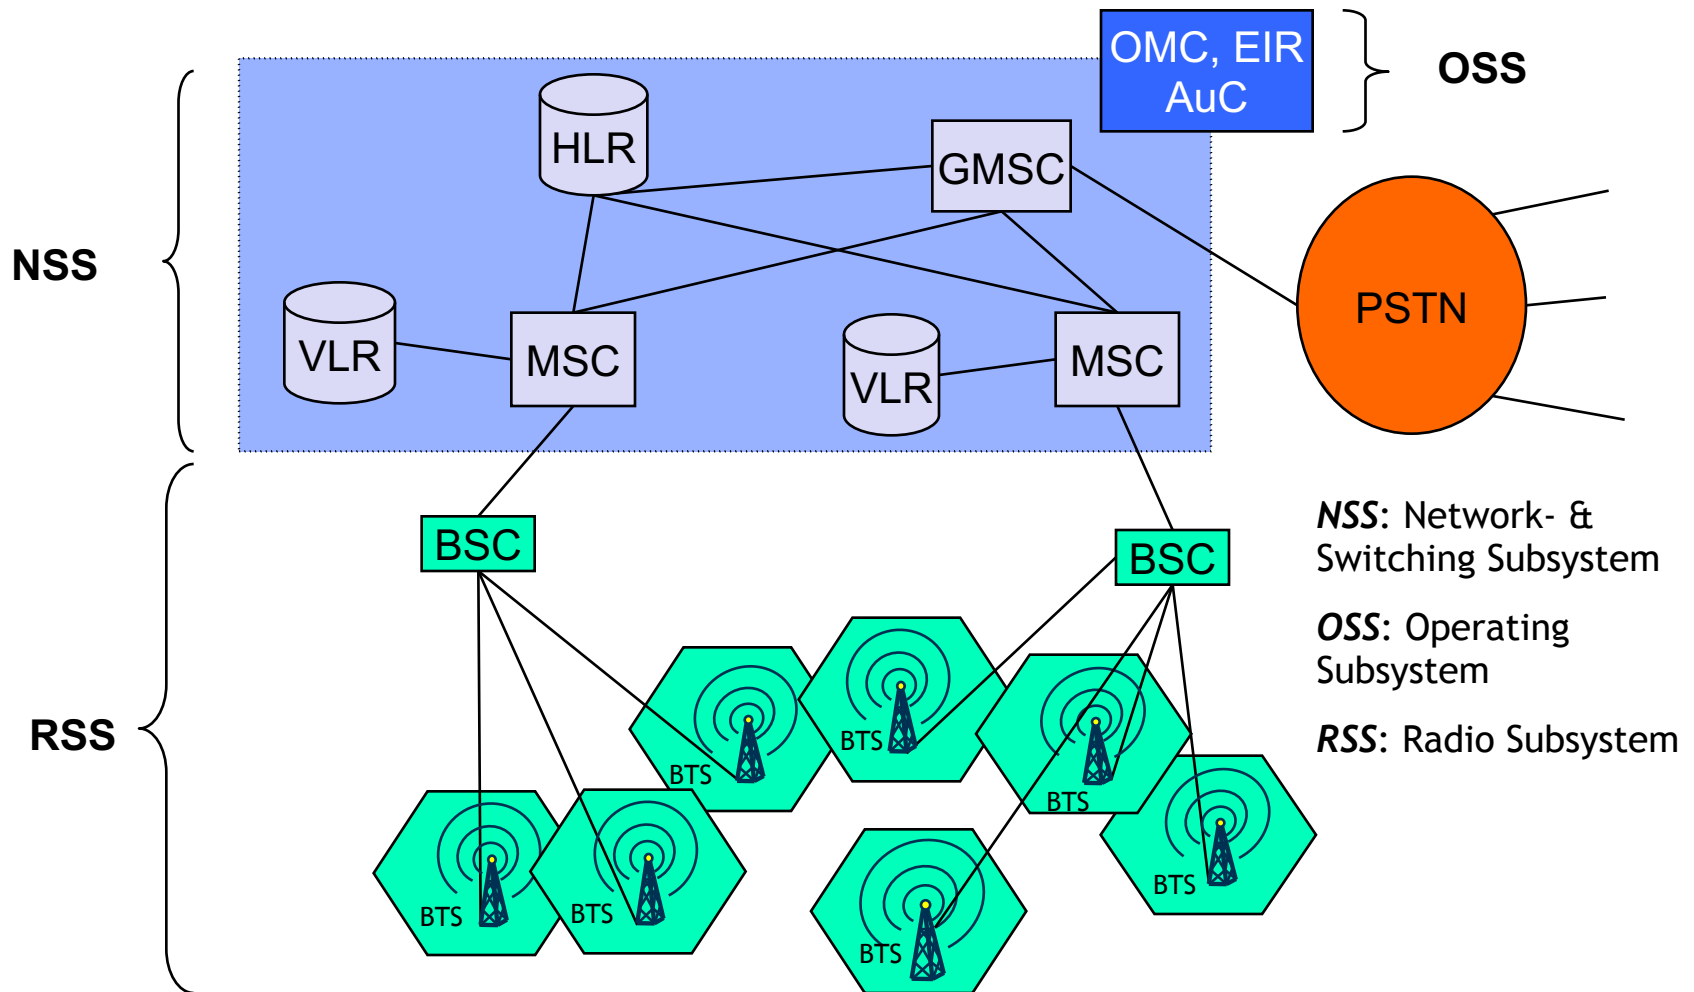 OMC, EIR
AuC
OSS
HLR
GMSC
NSS
PSTN
VLR
MSC
VLR
MSC
BSC
BSC
NSS: Network- &
Switching Subsystem
OSS: Operating
Subsystem
RSS: Radio Subsystem
RSS
BTS
BTS
BTS
BTS
BTS
BTS
BTS